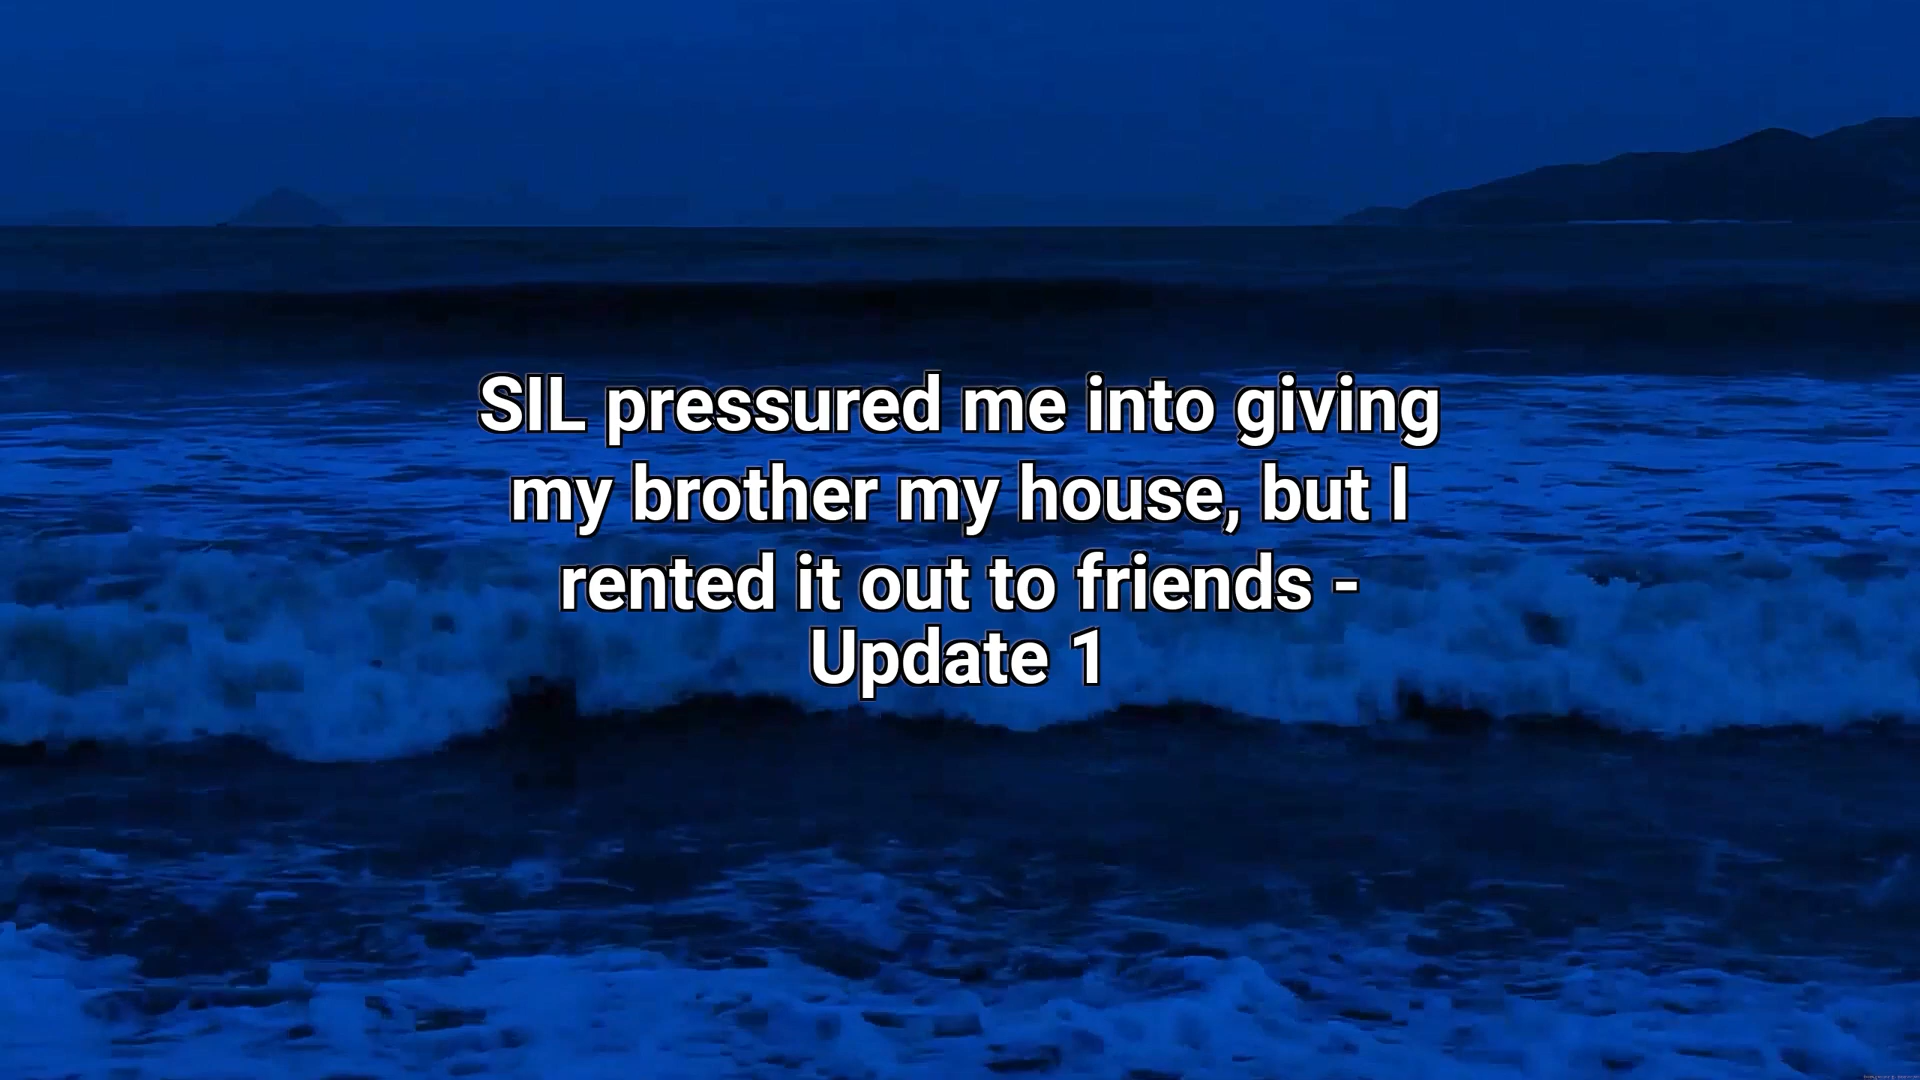 SIL pressured me into giving
my brother my house, but I
rented it out to friends -
Update 1